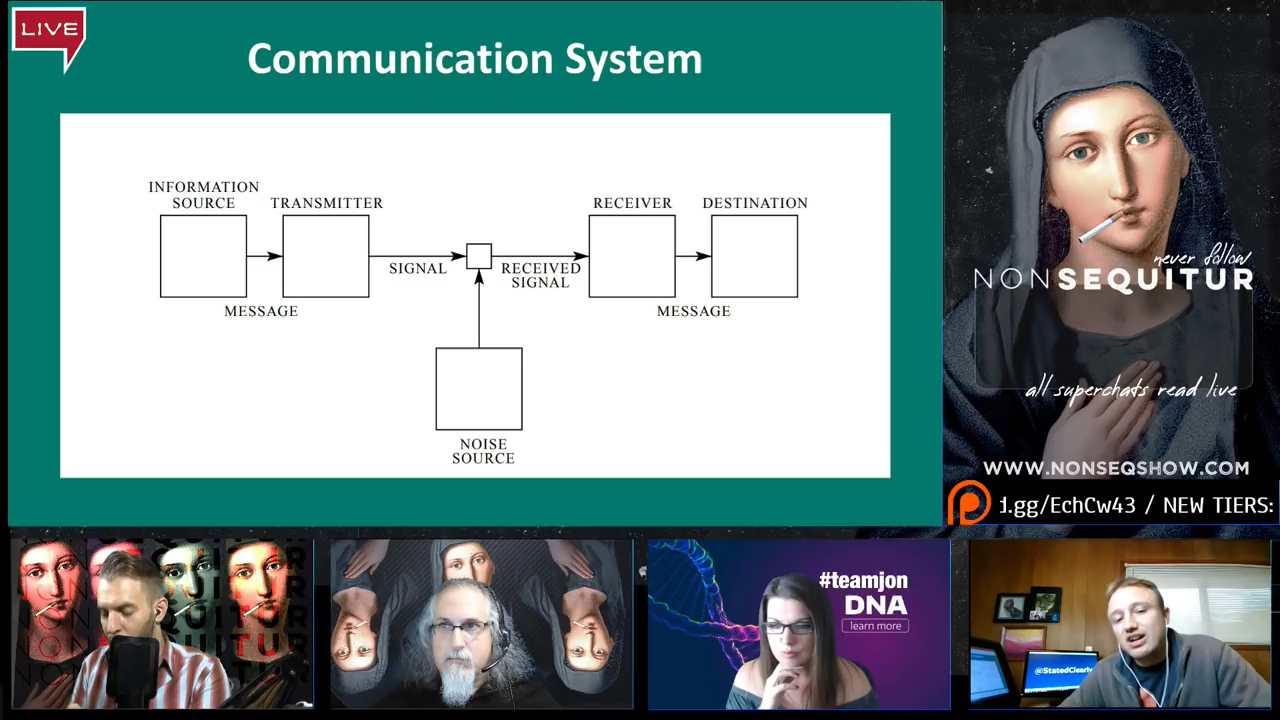 LIVE
Communication System
INFORMATION
SOURCE
TRANSMITTER
RECEIVER
DESTINATION
SIGNAL
RECEIVED
SIGNAL
MESSAGE
MESSAGE
NOISE
SOURCE
never follow
NONSEQUITUR
all superchats read live
WWW.NONSEQSHOW.COM
d.gg/EchCw43 / NEW TIERS:
#teamjon
DNA
learn more
@StatedClearly